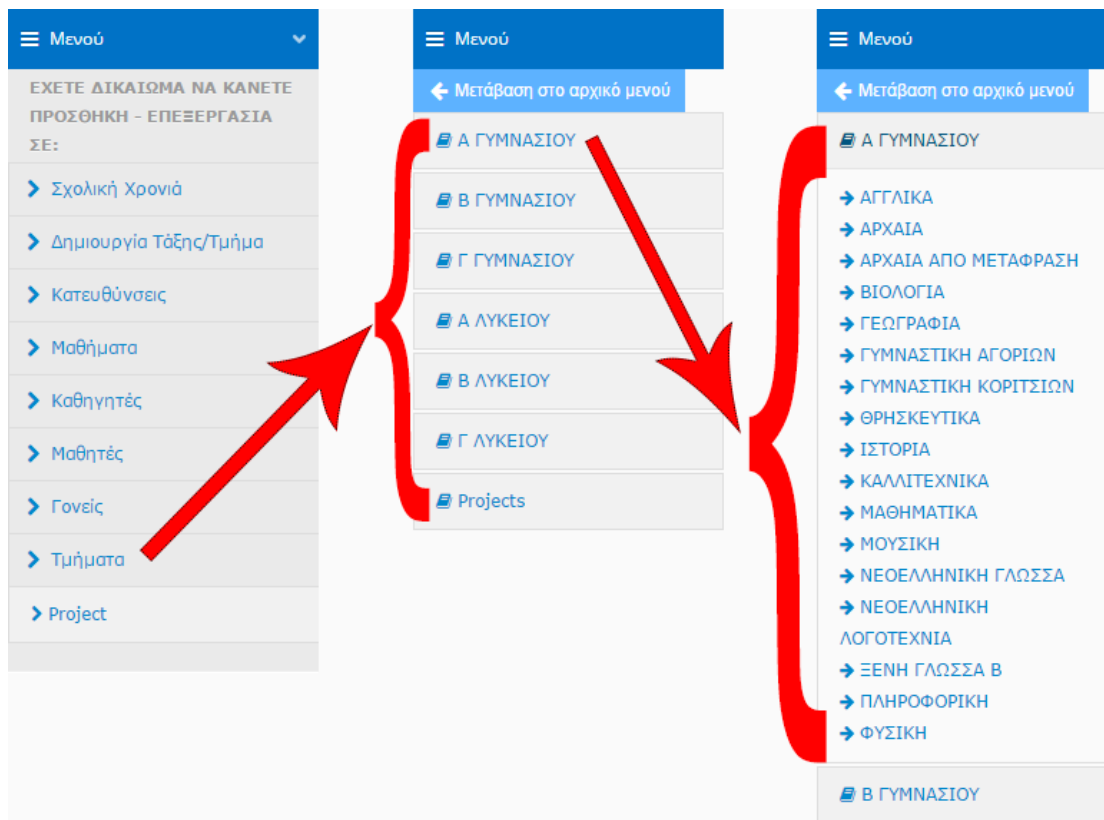 Μενού
ΕΧΕΤΕ ΔΙΚΑΙΩΜΑ ΝΑ ΚΑΝΕΤΕ
ΠΡΟΣΘΗΚΗ - ΕΠΕΞΕΡΓΑΣΙΑ
ΣΕ:
Σχολική Χρονιά
Δημιουργία Τάξης/Τμήμα
Κατευθύνσεις
Μαθήματα
Καθηγητές
Μαθητές
Γονείς
Τμήματα
Project
Μενού
Μετάβαση στο αρχικό μενού
Α ΓΥΜΝΑΣΙΟΥ
Β ΓΥΜΝΑΣΙΟΥ
Γ ΓΥΜΝΑΣΙΟΥ
Α ΛΥΚΕΙΟΥ
Β ΛΥΚΕΙΟΥ
Γ ΛΥΚΕΙΟΥ
Projects
Μενού
Μετάβαση στο αρχικό μενού
Α ΓΥΜΝΑΣΙΟΥ
ΑΓΓΛΙΚΑ
ΑΡΧΑΙΑ
ΑΡΧΑΙΑ ΑΠΟ ΜΕΤΑΦΡΑΣΗ
ΒΙΟΛΟΓΙΑ
ΓΕΩΓΡΑΦΙΑ
ΓΥΜΝΑΣΤΙΚΗ ΑΓΟΡΙΩΝ
ΓΥΜΝΑΣΤΙΚΗ ΚΟΡΙΤΣΙΩΝ
ΘΡΗΣΚΕΥΤΙΚΑ
ΙΣΤΟΡΙΑ
ΚΑΛΛΙΤΕΧΝΙΚΑ
ΜΑΘΗΜΑΤΙΚΑ
ΜΟΥΣΙΚΗ
ΝΕΟΕΛΛΗΝΙΚΗ ΓΛΩΣΣΑ
ΝΕΟΕΛΛΗΝΙΚΗ
ΛΟΓΟΤΕΧΝΙΑ
ΞΕΝΗ ΓΛΩΣΣΑ Β
ΠΛΗΡΟΦΟΡΙΚΗ
ΦΥΣΙΚΗ
Β ΓΥΜΝΑΣΙΟΥ